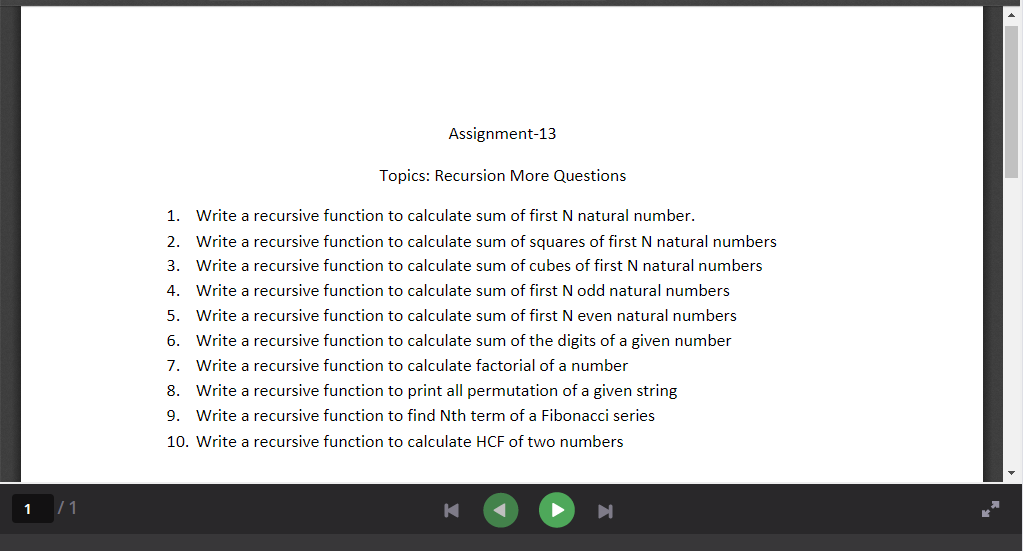 Assignment-13
Topics: Recursion More Questions
1. Write a recursive function to calculate sum of first N natural number.
2. Write a recursive function to calculate sum of squares of first N natural numbers
3. Write a recursive function to calculate sum of cubes of first N natural numbers
4. Write a recursive function to calculate sum of first N odd natural numbers
5. Write a recursive function to calculate sum of first N even natural numbers
6. Write a recursive function to calculate sum of the digits of a given number
7. Write a recursive function to calculate factorial of a number
8. Write a recursive function to print all permutation of a given string
9. Write a recursive function to find Nth term of a Fibonacci series
10. Write a recursive function to calculate HCF of two numbers
1 / 1